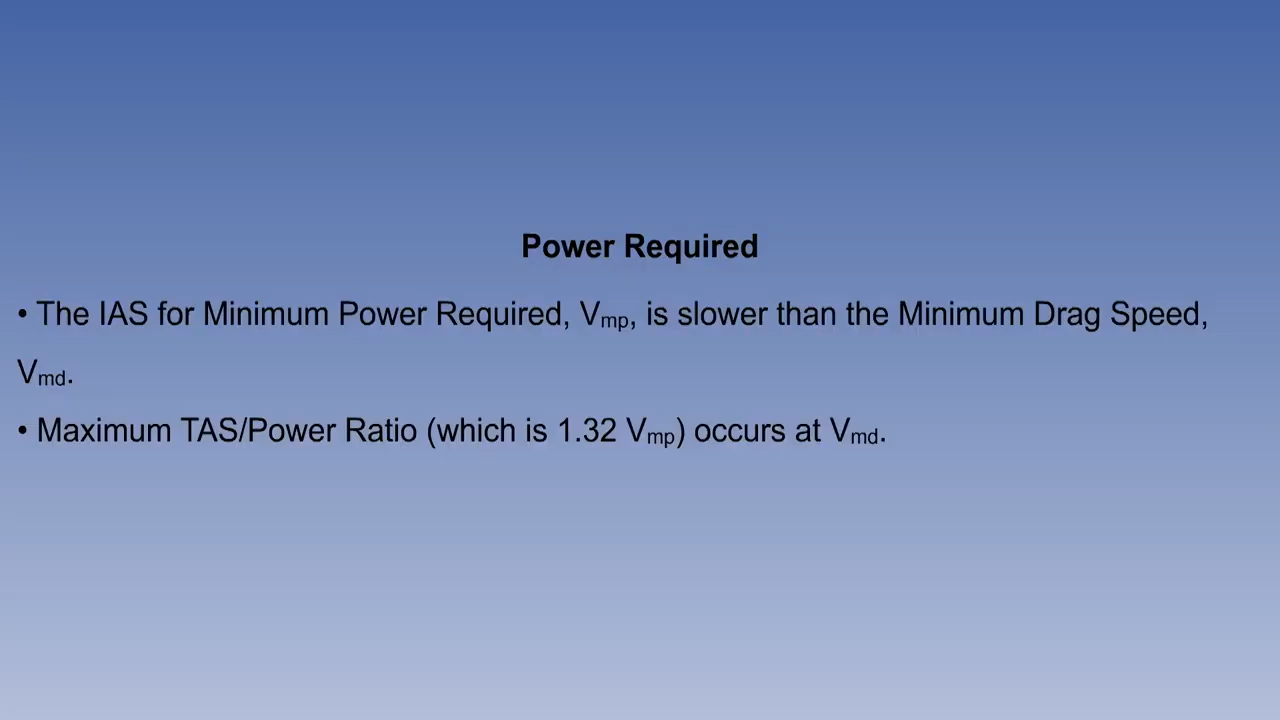 Power Required
• The IAS for Minimum Power Required, Vmp, is slower than the Minimum Drag Speed,
Vmd.
• Maximum TAS/Power Ratio (which is 1.32 Vmp) occurs at Vmd.